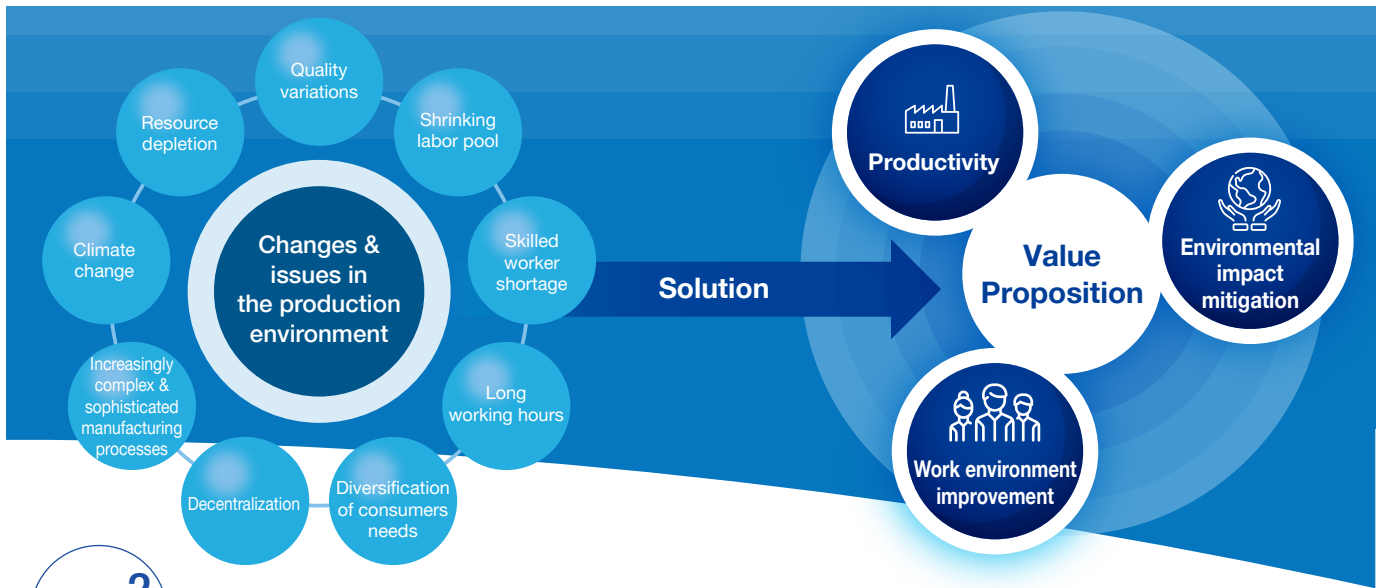 Quality
variations
Shrinking
labor pool
Skilled
worker
shortage
Long
working hours
Diversification
of consumers
needs
Decentralization
Increasingly
complex &
sophisticated
manufacturing
processes
Climate
change
Resource
depletion
Changes &
issues in
the production
environment
Solution
Value
Proposition
Productivity
Environmental
impact
mitigation
Work environment
improvement